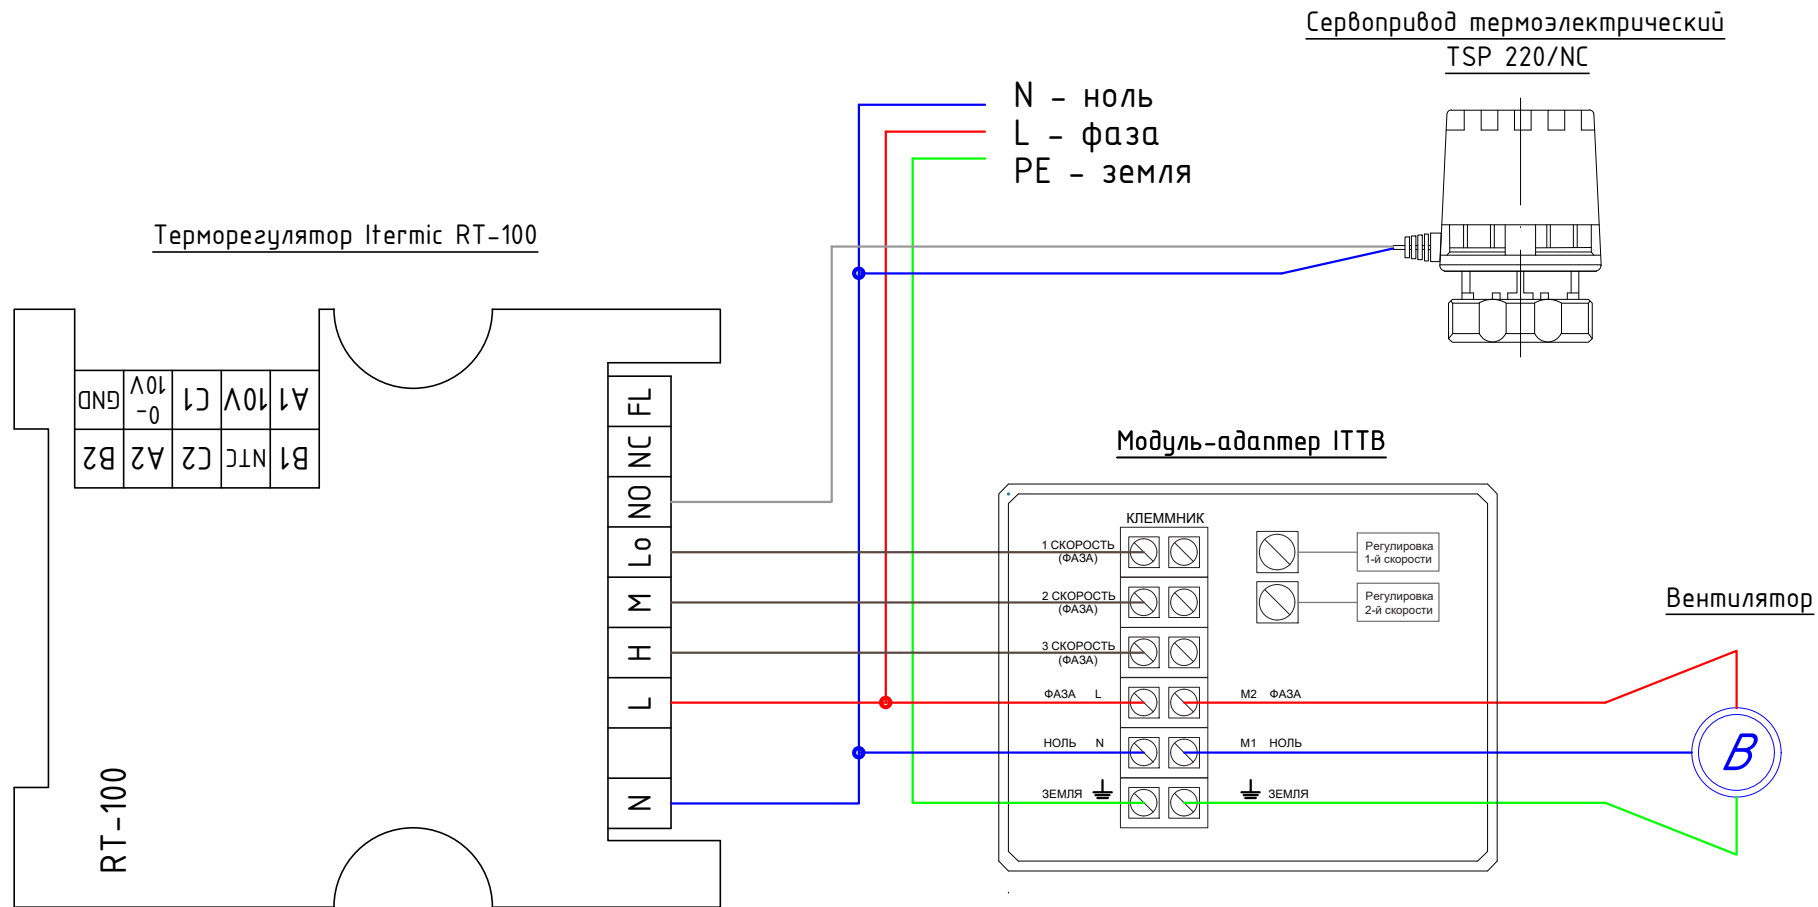 Сервопривод термоэлектрический
TSP 220/NC
N - ноль
L - фаза
PE - земля
Терморегулятор Itermic RT-100
GND
0-
10V
C1
10V
A1
B2
A2
C2
NTC
B1
FL
NC
NO
Lo
M
H
L
N
RT-100
Модуль-адаптер ITTB
КЛЕММНИК
1 СКОРОСТЬ
(ФАЗА)
2 СКОРОСТЬ
(ФАЗА)
3 СКОРОСТЬ
(ФАЗА)
ФАЗА L
НОЛЬ N
ЗЕМЛЯ
Регулировка
1-й скорости
Регулировка
2-й скорости
M2 ФАЗА
M1 НОЛЬ
ЗЕМЛЯ
Вентилятор
В